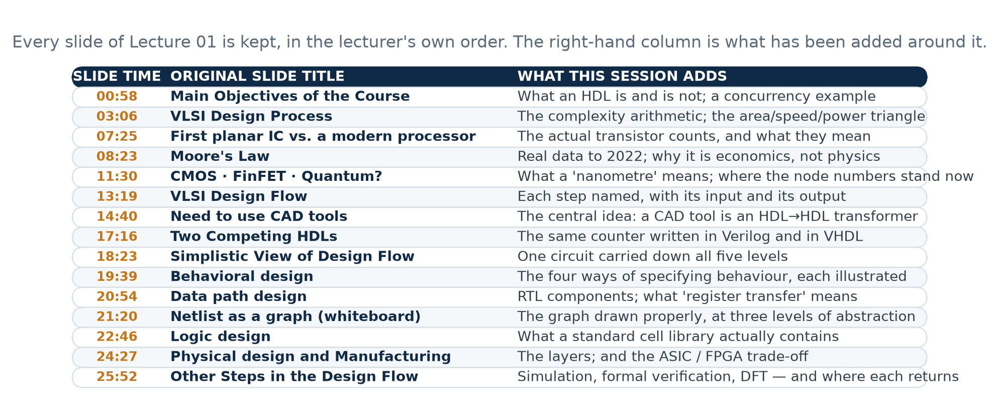 Every slide of Lecture 01 is kept, in the lecturer's own order. The right-hand column is what has been added around it.
SLIDE TIME ORIGINAL SLIDE TITLE WHAT THIS SESSION ADDS
00:58 Main Objectives of the Course What an HDL is and is not; a concurrency example
03:06 VLSI Design Process The complexity arithmetic; the area/speed/power triangle
07:25 First planar IC vs. a modern processor The actual transistor counts, and what they mean
08:23 Moore's Law Real data to 2022; why it is economics, not physics
11:30 CMOS · FinFET · Quantum? What a 'nanometre' means; where the node numbers stand now
13:19 VLSI Design Flow Each step named, with its input and its output
14:40 Need to use CAD tools The central idea: a CAD tool is an HDL→HDL transformer
17:16 Two Competing HDLs The same counter written in Verilog and in VHDL
18:23 Simplistic View of Design Flow One circuit carried down all five levels
19:39 Behavioral design The four ways of specifying behaviour, each illustrated
20:54 Data path design RTL components; what 'register transfer' means
21:20 Netlist as a graph (whiteboard) The graph drawn properly, at three levels of abstraction
22:46 Logic design What a standard cell library actually contains
24:27 Physical design and Manufacturing The layers; and the ASIC / FPGA trade-off
25:52 Other Steps in the Design Flow Simulation, formal verification, DFT — and where each returns